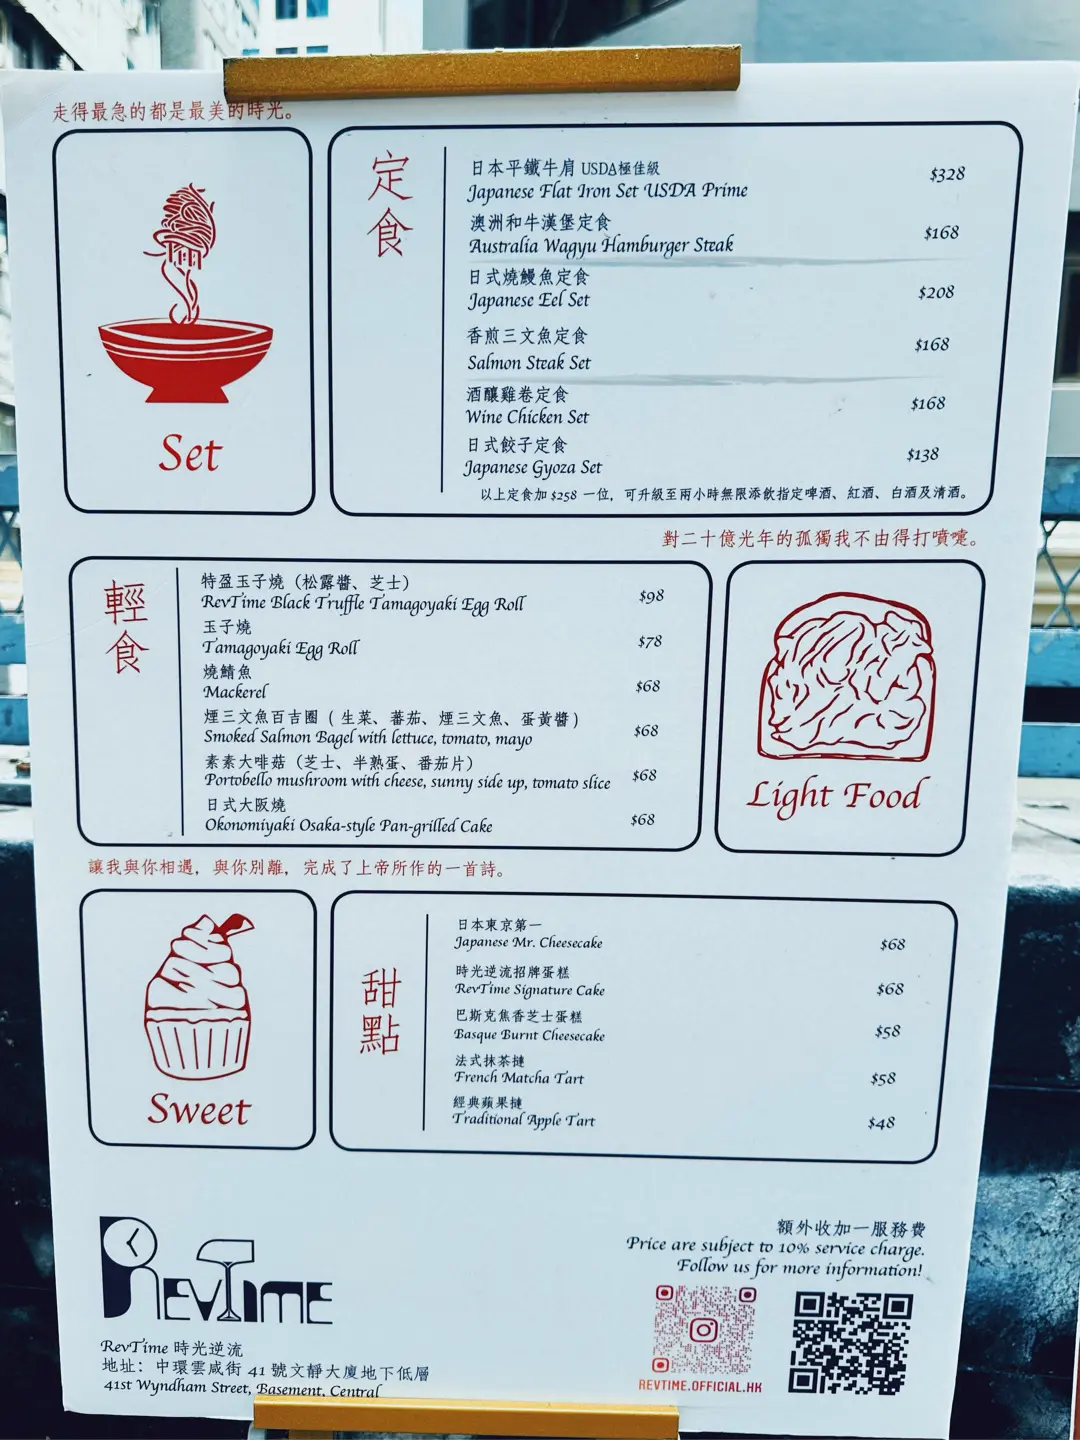 走得最急的都是最美的時光。
Set
定食
日本平鐵牛肩 USDA極佳級
Japanese Flat Iron Set USDA Prime
$328
澳洲和牛漢堡定食
Australia Wagyu Hamburger Steak
$168
日式燒鰻魚定食
Japanese Eel Set
$208
香煎三文魚定食
Salmon Steak Set
$168
酒釀雞卷定食
Wine Chicken Set
$168
日式餃子定食
Japanese Gyoza Set
$138
以上定食加 $258 一位，可升級至兩小時無限添飲指定啤酒、紅酒、白酒及清酒。
對二十億光年的孤獨我不由得打噴嚏。
輕食
特盈玉子燒（松露醬、芝士）
RevTime Black Truffle Tamagoyaki Egg Roll
$98
玉子燒
Tamagoyaki Egg Roll
$78
燒鯖魚
Mackerel
$68
煙三文魚百吉圈 ( 生菜、蕃茄、煙三文魚、蛋黃醬 )
Smoked Salmon Bagel with lettuce, tomato, mayo
$68
素素大啡菇（芝士、半熟蛋、番茄片）
Portobello mushroom with cheese, sunny side up, tomato slice
$68
日式大阪燒
Okonomiyaki Osaka-style Pan-grilled Cake
$68
Light Food
讓我與你相遇，與你別離，完成了上帝所作的一首詩。
Sweet
甜點
日本東京第一
Japanese Mr. Cheesecake
$68
時光逆流招牌蛋糕
RevTime Signature Cake
$68
巴斯克焦香芝士蛋糕
Basque Burnt Cheesecake
$58
法式抹茶撻
French Matcha Tart
$58
經典蘋果撻
Traditional Apple Tart
$48
REVTIME
RevTime 時光逆流
地址：中環雲咸街 41 號文靜大廈地下低層
41st Wyndham Street, Basement, Central
額外收加一服務費
Price are subject to 10% service charge.
Follow us for more information!
REVTIME.OFFICIAL.HK